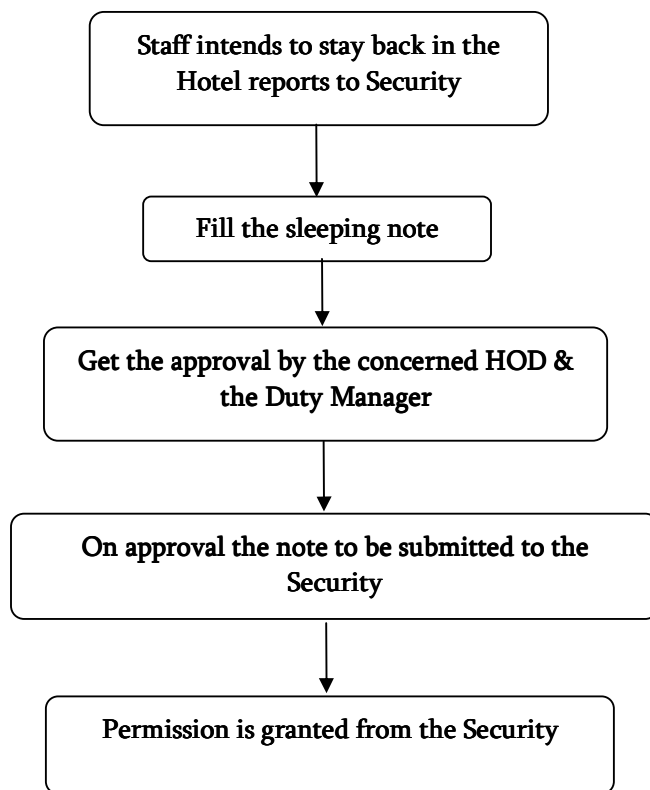 Staff intends to stay back in the
Hotel reports to Security
Fill the sleeping note
Get the approval by the concerned HOD &
the Duty Manager
On approval the note to be submitted to the
Security
Permission is granted from the Security